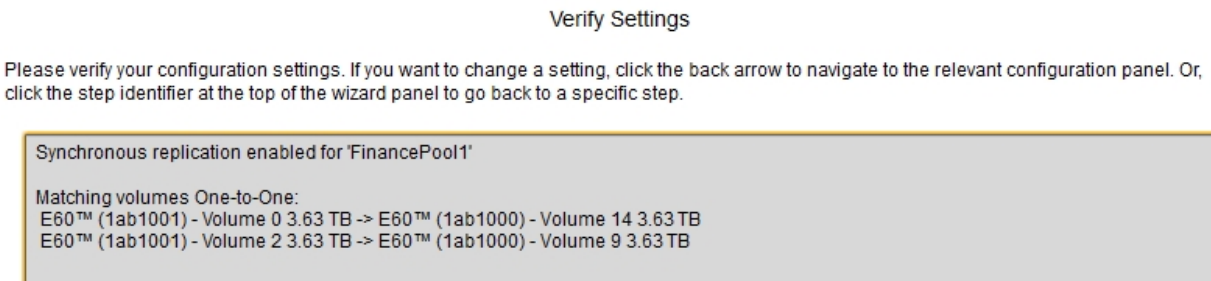 Verify Settings
Please verify your configuration settings. If you want to change a setting, click the back arrow to navigate to the relevant configuration panel. Or,
click the step identifier at the top of the wizard panel to go back to a specific step.
Synchronous replication enabled for 'FinancePool1'
Matching volumes One-to-One:
E60™ (1ab1001) - Volume 0 3.63 TB -> E60™ (1ab1000) - Volume 14 3.63 TB
E60™ (1ab1001) - Volume 2 3.63 TB -> E60™ (1ab1000) - Volume 9 3.63 TB